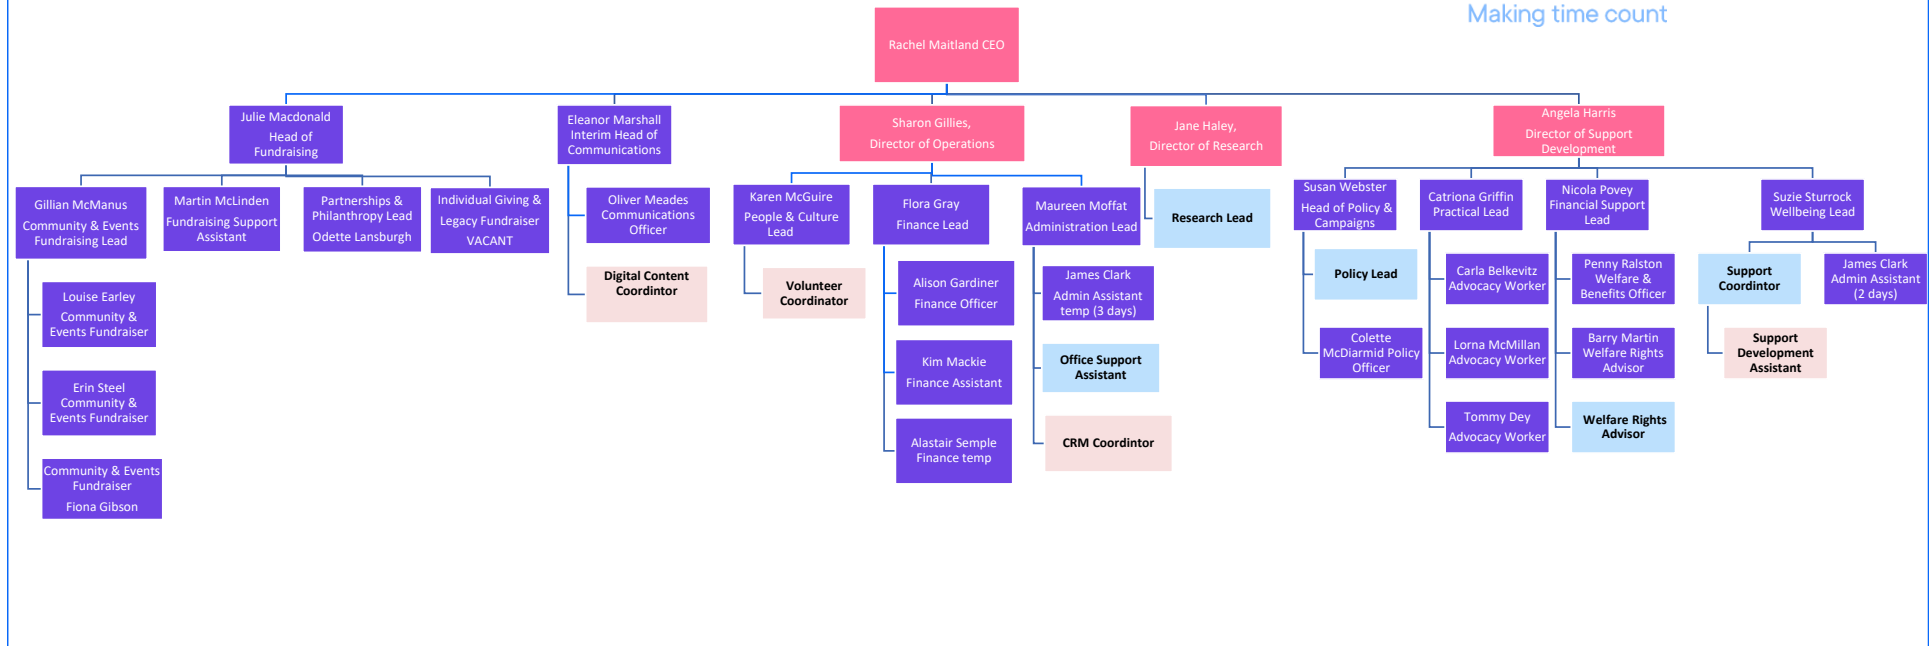 Making time count
Rachel Maitland CEO
Julie Macdonald
Head of
Fundraising
Eleanor Marshall
Interim Head of
Communications
Sharon Gillies,
Director of Operations
Jane Haley,
Director of Research
Angela Harris
Director of Support
Development
Gillian McManus
Community & Events
Fundraising Lead
Martin McLinden
Fundraising Support
Assistant
Partnerships &
Philanthropy Lead
Odette Lansburgh
Individual Giving &
Legacy Fundraiser
VACANT
Louise Earley
Community &
Events Fundraiser
Erin Steel
Community &
Events Fundraiser
Community & Events
Fundraiser
Fiona Gibson
Oliver Meades
Communications
Officer
Digital Content
Coordintor
Karen McGuire
People & Culture
Lead
Volunteer
Coordinator
Flora Gray
Finance Lead
Alison Gardiner
Finance Officer
Kim Mackie
Finance Assistant
Alastair Semple
Finance temp
Maureen Moffat
Administration Lead
James Clark
Admin Assistant
temp (3 days)
Office Support
Assistant
CRM Coordintor
Research Lead
Susan Webster
Head of Policy &
Campaigns
Policy Lead
Colette
McDiarmid Policy
Officer
Catriona Griffin
Practical Lead
Carla Belkevitz
Advocacy Worker
Lorna McMillan
Advocacy Worker
Tommy Dey
Advocacy Worker
Nicola Povey
Financial Support
Lead
Penny Ralston
Welfare &
Benefits Officer
Barry Martin
Welfare Rights
Advisor
Welfare Rights
Advisor
Suzie Sturrock
Wellbeing Lead
Support
Coordintor
Support
Development
Assistant
James Clark
Admin Assistant
(2 days)